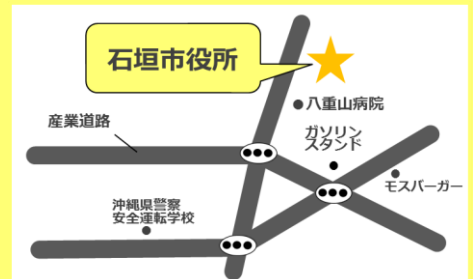 石垣市役所
八重山病院
産業道路
ガソリン
スタンド
モスバーガー
沖縄県警察
安全運転学校